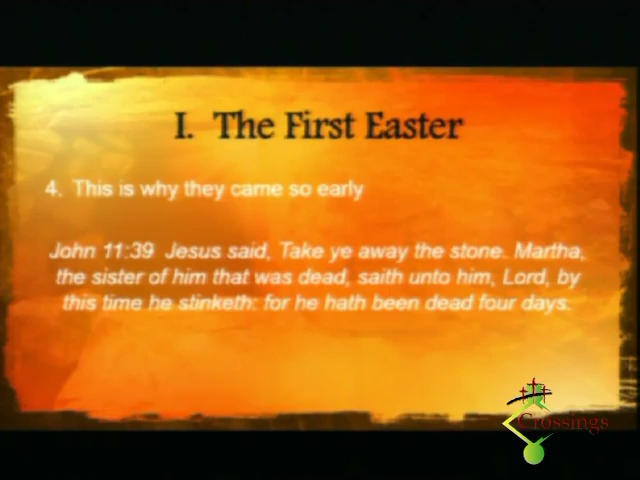 I. The First Easter
4. This is why they came so early
John 11:39 Jesus said, Take ye away the stone. Martha,
the sister of him that was dead, saith unto him, Lord, by
this time he stinketh: for he hath been dead four days.
Crossings